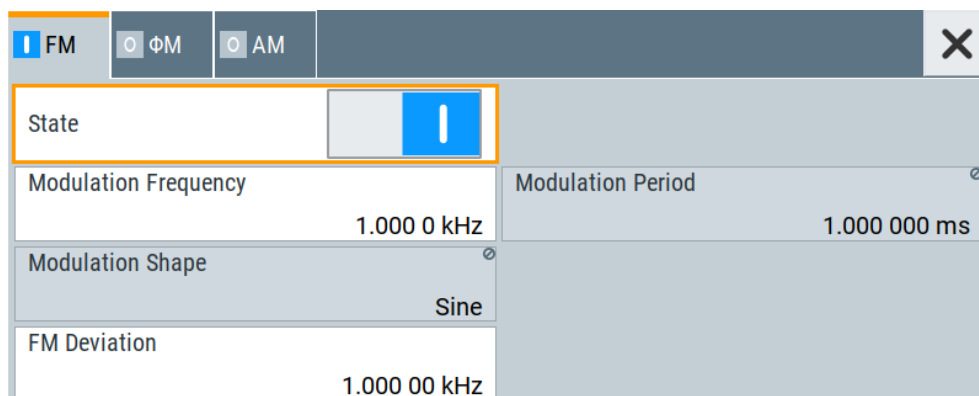 FM ΦM AM
State
Modulation Frequency Modulation Period
1.000 0 kHz 1.000 000 ms
Modulation Shape
Sine
FM Deviation
1.000 00 kHz